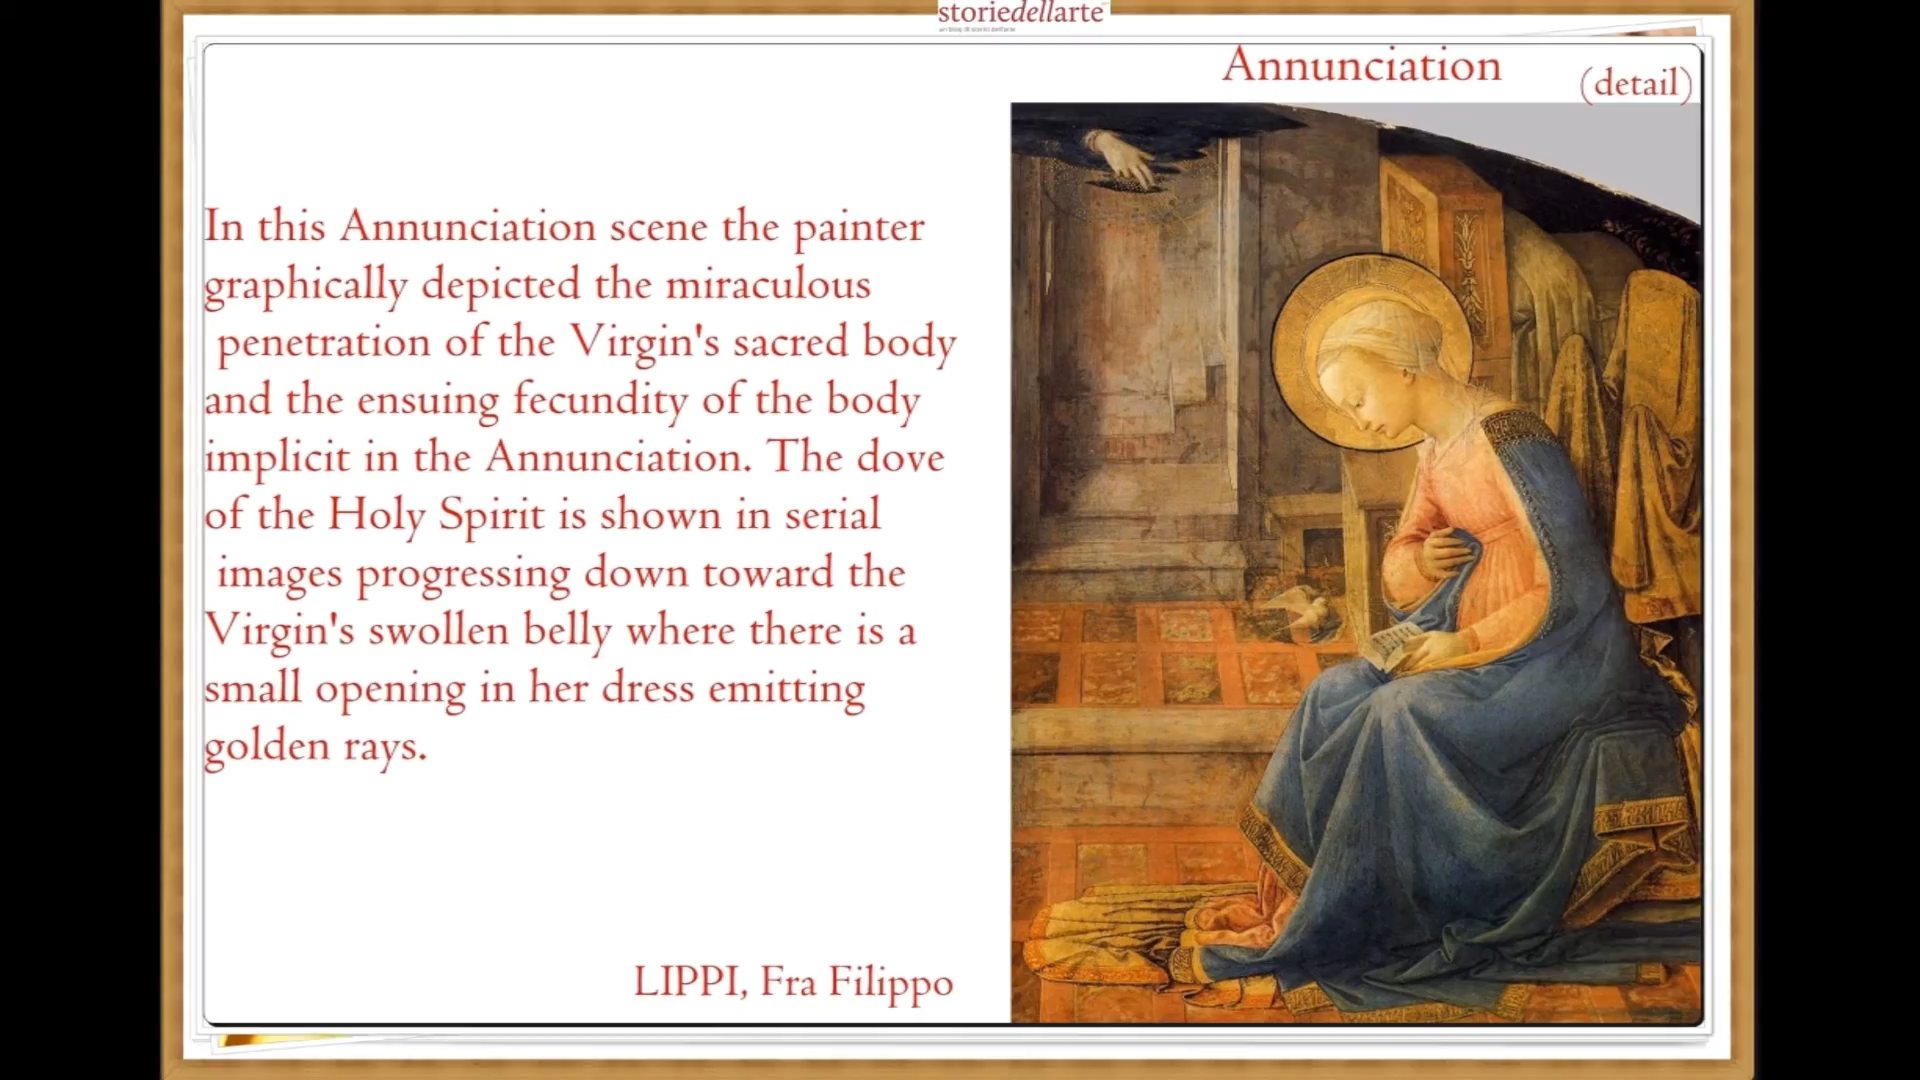 storiedellarte
Annunciation
(detail)
In this Annunciation scene the painter
graphically depicted the miraculous
penetration of the Virgin's sacred body
and the ensuing fecundity of the body
implicit in the Annunciation. The dove
of the Holy Spirit is shown in serial
images progressing down toward the
Virgin's swollen belly where there is a
small opening in her dress emitting
golden rays.
LIPPI, Fra Filippo